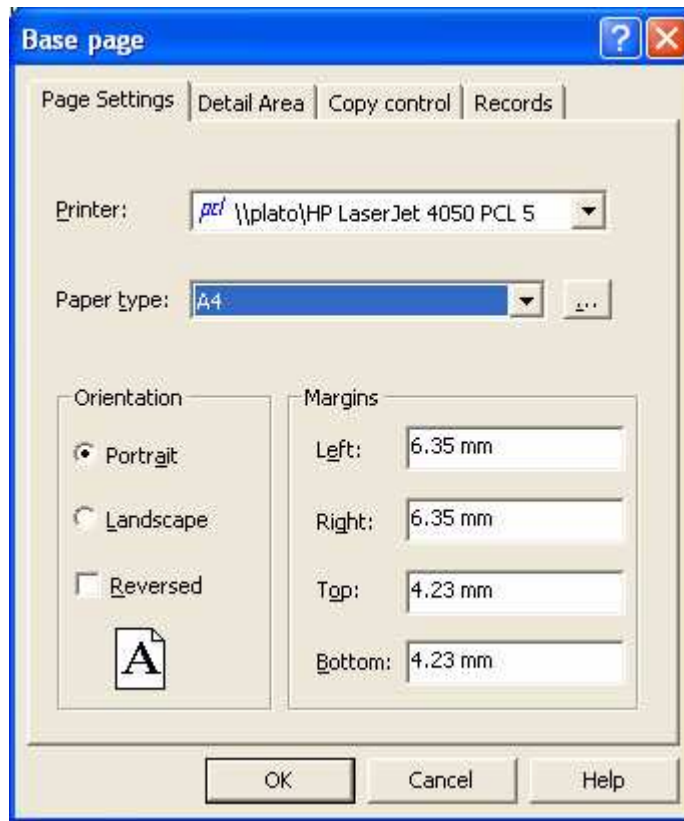 Base page
Page Settings Detail Area Copy control Records
Printer: pcl \\plato\HP LaserJet 4050 PCL 5
Paper type: A4 ...
Orientation Margins
Portrait Left: 6.35 mm
Landscape Right: 6.35 mm
Reversed Top: 4.23 mm
A Bottom: 4.23 mm
OK Cancel Help